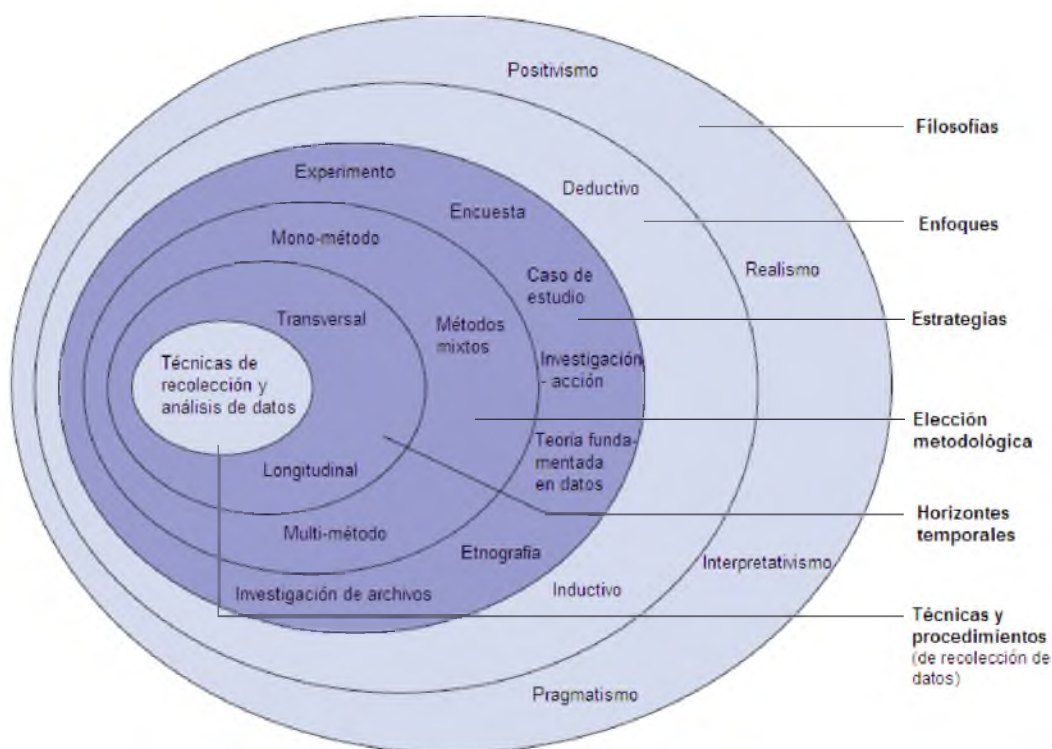 Positivismo
Filosofías
Experimento
Deductivo
Encuesta
Enfoques
Mono-método
Realismo
Caso de
estudio
Transversal
Métodos
mixtos
Estrategias
Técnicas de
recolección y
análisis de datos
Investigación
- acción
Elección
metodológica
Teoría funda-
mentada
en datos
Longitudinal
Horizontes
temporales
Multi-método
Etnografía
Interpretativismo
Investigación de archivos
Inductivo
Técnicas y
procedimientos
(de recolección de
datos)
Pragmatismo